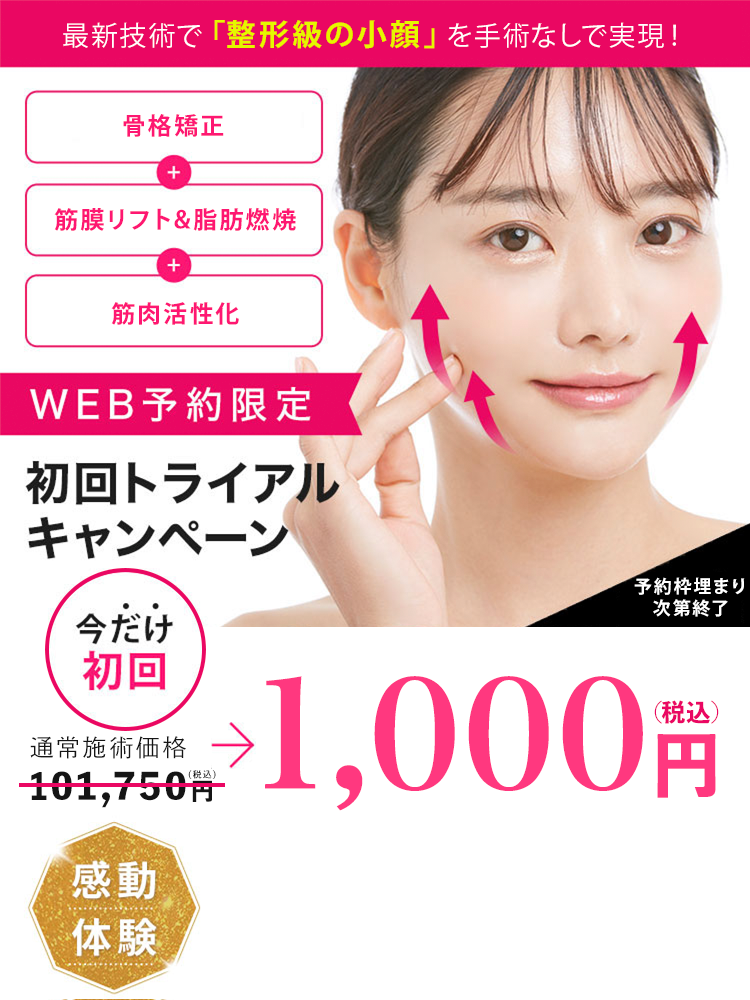 最新技術で「整形級の小顔」を手術なしで実現！
骨格矯正
+
筋膜リフト&脂肪燃焼
+
筋肉活性化
WEB予約限定
初回トライアル
キャンペーン
予約枠埋まり
次第終了
今だけ
初回
通常施術価格
101,750円(税込)
1,000円(税込)
感動
体験